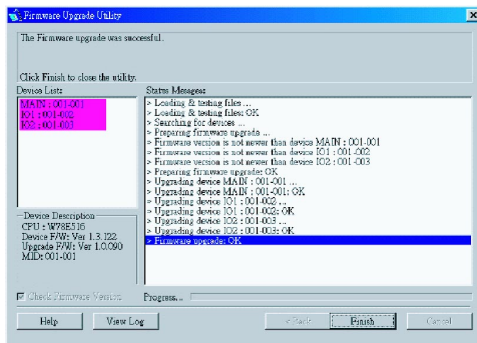 Firmware Upgrade Utility
The Firmware upgrade was successful.
Click Finish to close the utility.
Device Lists:
MAIN : 001-001
IO1 : 001-002
IO2 : 001-003
Status Messages:
> Loading & testing files ...
> Loading & testing files: OK
> Searching for devices ...
> Preparing firmware upgrade ...
> Firmware version is not newer than device MAIN : 001-001
> Firmware version is not newer than device IO1 : 001-002
> Firmware version is not newer than device IO2 : 001-003
> Preparing firmware upgrade: OK
> Upgrading device MAIN : 001-001 ...
> Upgrading device MAIN : 001-001: OK
> Upgrading device IO1 : 001-002 ...
> Upgrading device IO1 : 001-002: OK
> Upgrading device IO2 : 001-003 ...
> Upgrading device IO2 : 001-003: OK
> Firmware upgrade: OK
Device Description
CPU : W78E516
Device F/W: Ver 1.3.122
Upgrade F/W: Ver 1.0.090
MID: 001-001
Check Firmware Version
Progress...
Help
View Log
< Back
Finish
Cancel